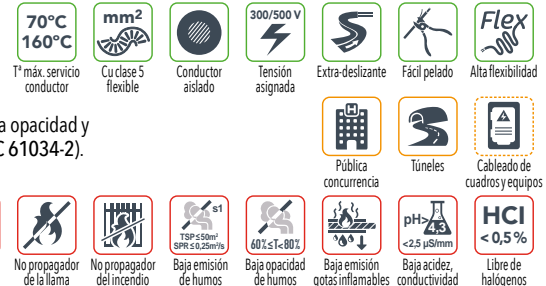 70°C
160°C
mm²
300/500 V
Flex
Tª máx. servicio
conductor
Cu clase 5
flexible
Conductor
aislado
Tensión
asignada
Extra-deslizante
Fácil pelado
Alta flexibilidad
a opacidad y
C 61034-2).
H
Pública
concurrencia
Túneles
Cableado de
cuadros y equipos
s1
TSP≤50m²
SPR≤0,25m²/s
60%≤T<80%
pH>
4,3
<2,5 µS/mm
HCI
< 0,5 %
No propagador
de la llama
No propagador
del incendio
Baja emisión
de humos
Baja opacidad
de humos
Baja emisión
gotas inflamables
Baja acidez,
conductividad
Libre de
halógenos